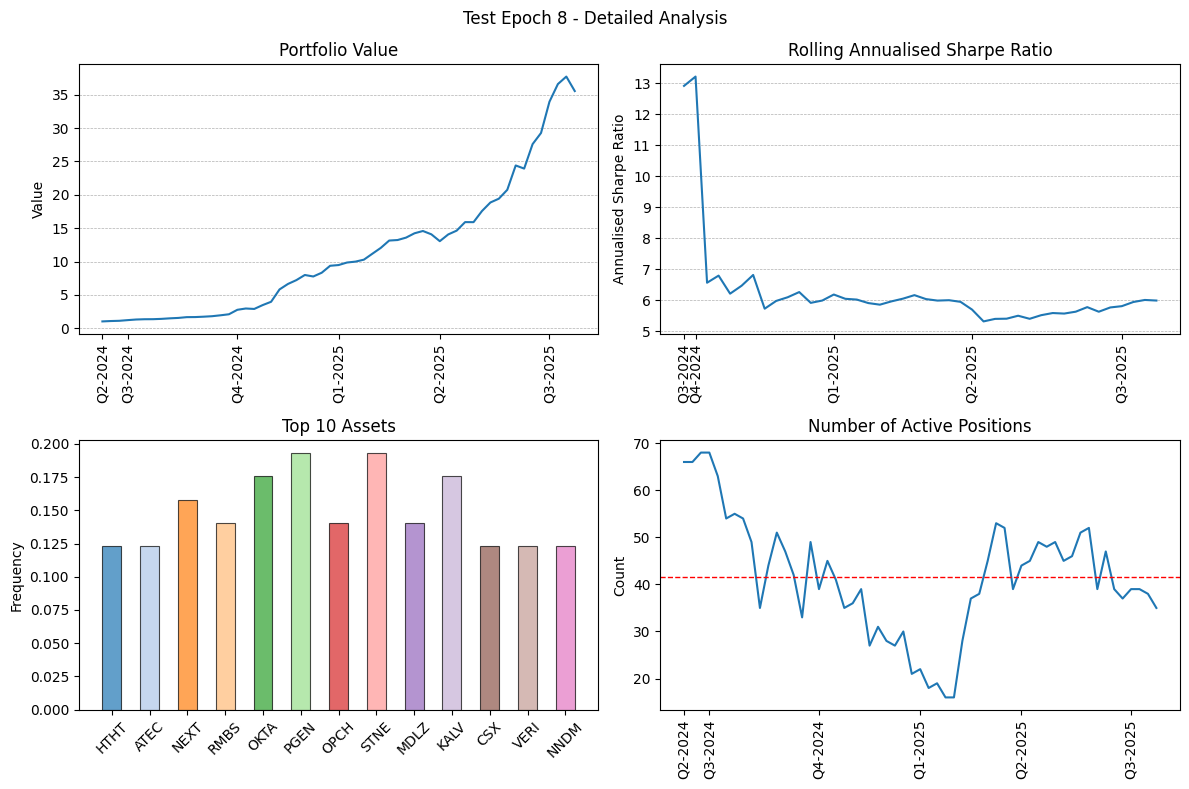 Test Epoch 8 - Detailed Analysis
Portfolio Value
Value
35
30
25
20
15
10
5
0
Q2-2024
Q3-2024
Q4-2024
Q1-2025
Q2-2025
Q3-2025
Rolling Annualised Sharpe Ratio
Annualised Sharpe Ratio
13
12
11
10
9
8
7
6
5
Q3-2024
Q4-2024
Q1-2025
Q2-2025
Q3-2025
Top 10 Assets
Frequency
0.200
0.175
0.150
0.125
0.100
0.075
0.050
0.025
0.000
HTHT
ATEC
NEXT
RMBS
OKTA
PGEN
OPCH
STNE
MDLZ
KALV
CSX
VERI
NNDM
Number of Active Positions
Count
70
60
50
40
30
20
Q2-2024
Q3-2024
Q4-2024
Q1-2025
Q2-2025
Q3-2025